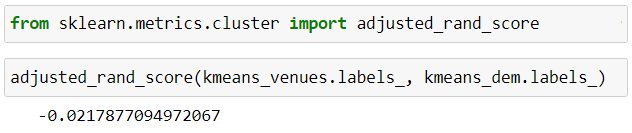 from sklearn.metrics.cluster import adjusted_rand_score
adjusted_rand_score(kmeans_venues.labels_, kmeans_dem.labels_)
-0.0217877094972067